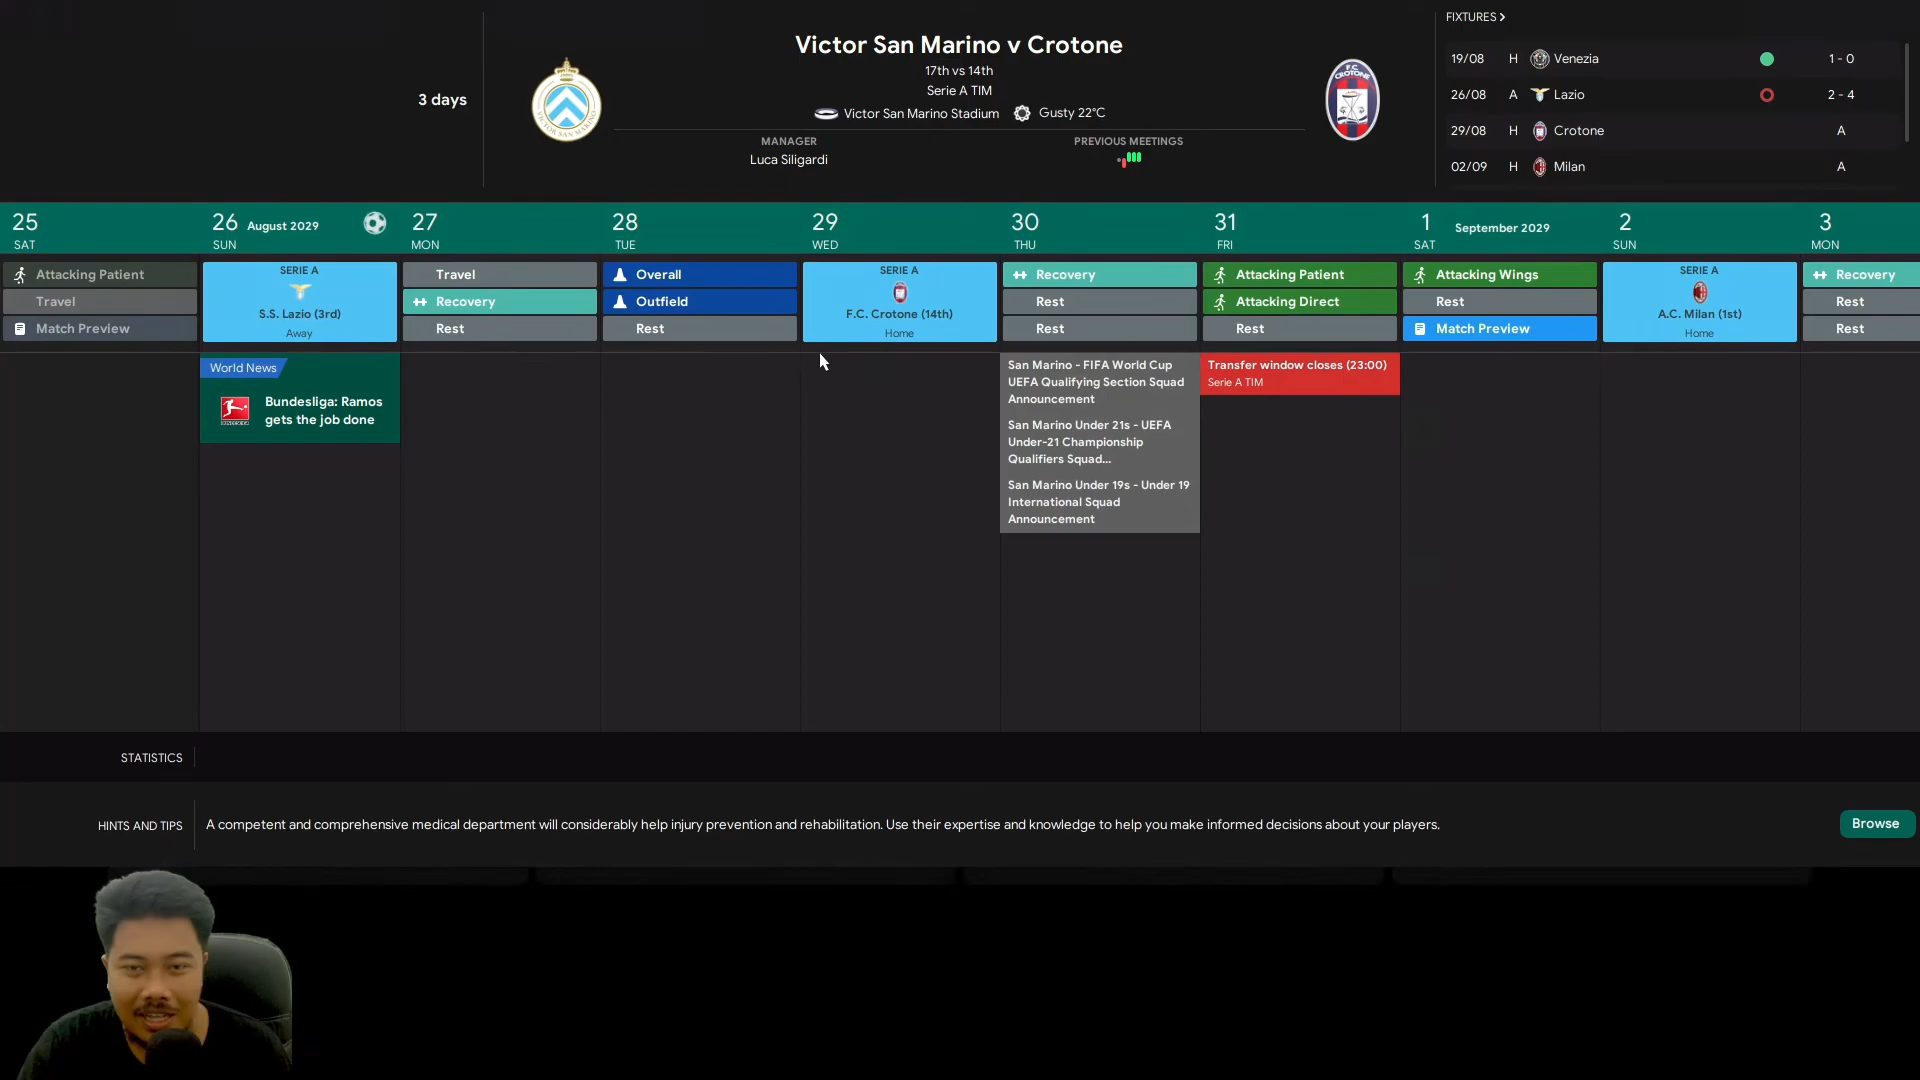 Victor San Marino v Crotone
17th vs 14th
Serie A TIM
3 days
Victor San Marino Stadium Gusty 22°C
MANAGER
Luca Siligardi
PREVIOUS MEETINGS
FIXTURES
19/08 H Venezia 1 - 0
26/08 A Lazio 2 - 4
29/08 H Crotone A
02/09 H Milan A
25 SAT
26 SUN August 2029
27 MON
28 TUE
29 WED
30 THU
31 FRI
1 SAT September 2029
2 SUN
3 MON
Attacking Patient
Travel
Match Preview
SERIE A
S.S. Lazio (3rd)
Away
Travel
Recovery
Rest
Overall
Outfield
Rest
SERIE A
F.C. Crotone (14th)
Home
Recovery
Rest
Rest
Attacking Patient
Attacking Direct
Rest
Attacking Wings
Rest
Match Preview
SERIE A
A.C. Milan (1st)
Home
Recovery
Rest
Rest
World News
Bundesliga: Ramos
gets the job done
San Marino - FIFA World Cup
UEFA Qualifying Section Squad
Announcement
San Marino Under 21s - UEFA
Under-21 Championship
Qualifiers Squad...
San Marino Under 19s - Under 19
International Squad
Announcement
Transfer window closes (23:00)
Serie A TIM
STATISTICS
HINTS AND TIPS
A competent and comprehensive medical department will considerably help injury prevention and rehabilitation. Use their expertise and knowledge to help you make informed decisions about your players.
Browse